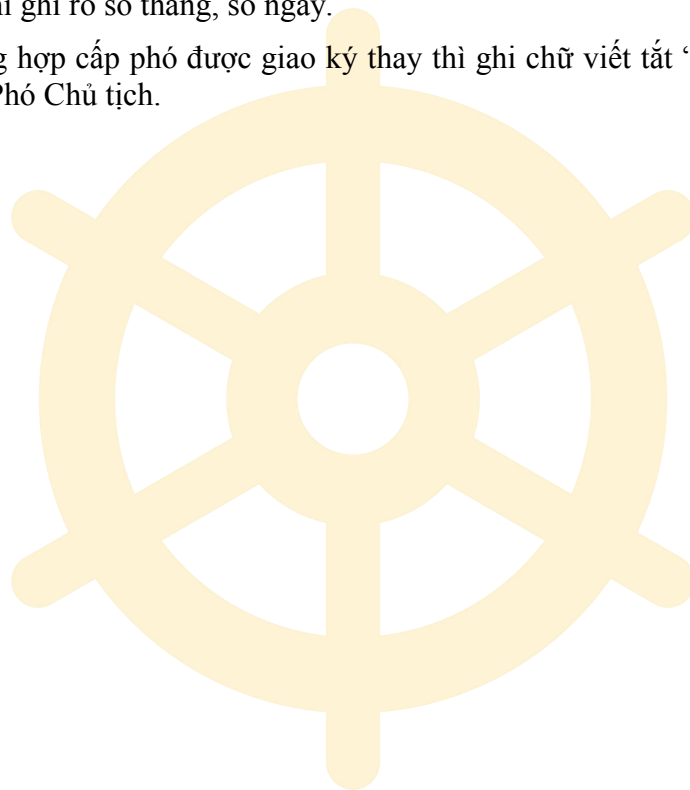 ghi rõ số tháng, số ngày.
hợp cấp phó được giao ký thay thì ghi chữ viết tắt “
Phó Chủ tịch.